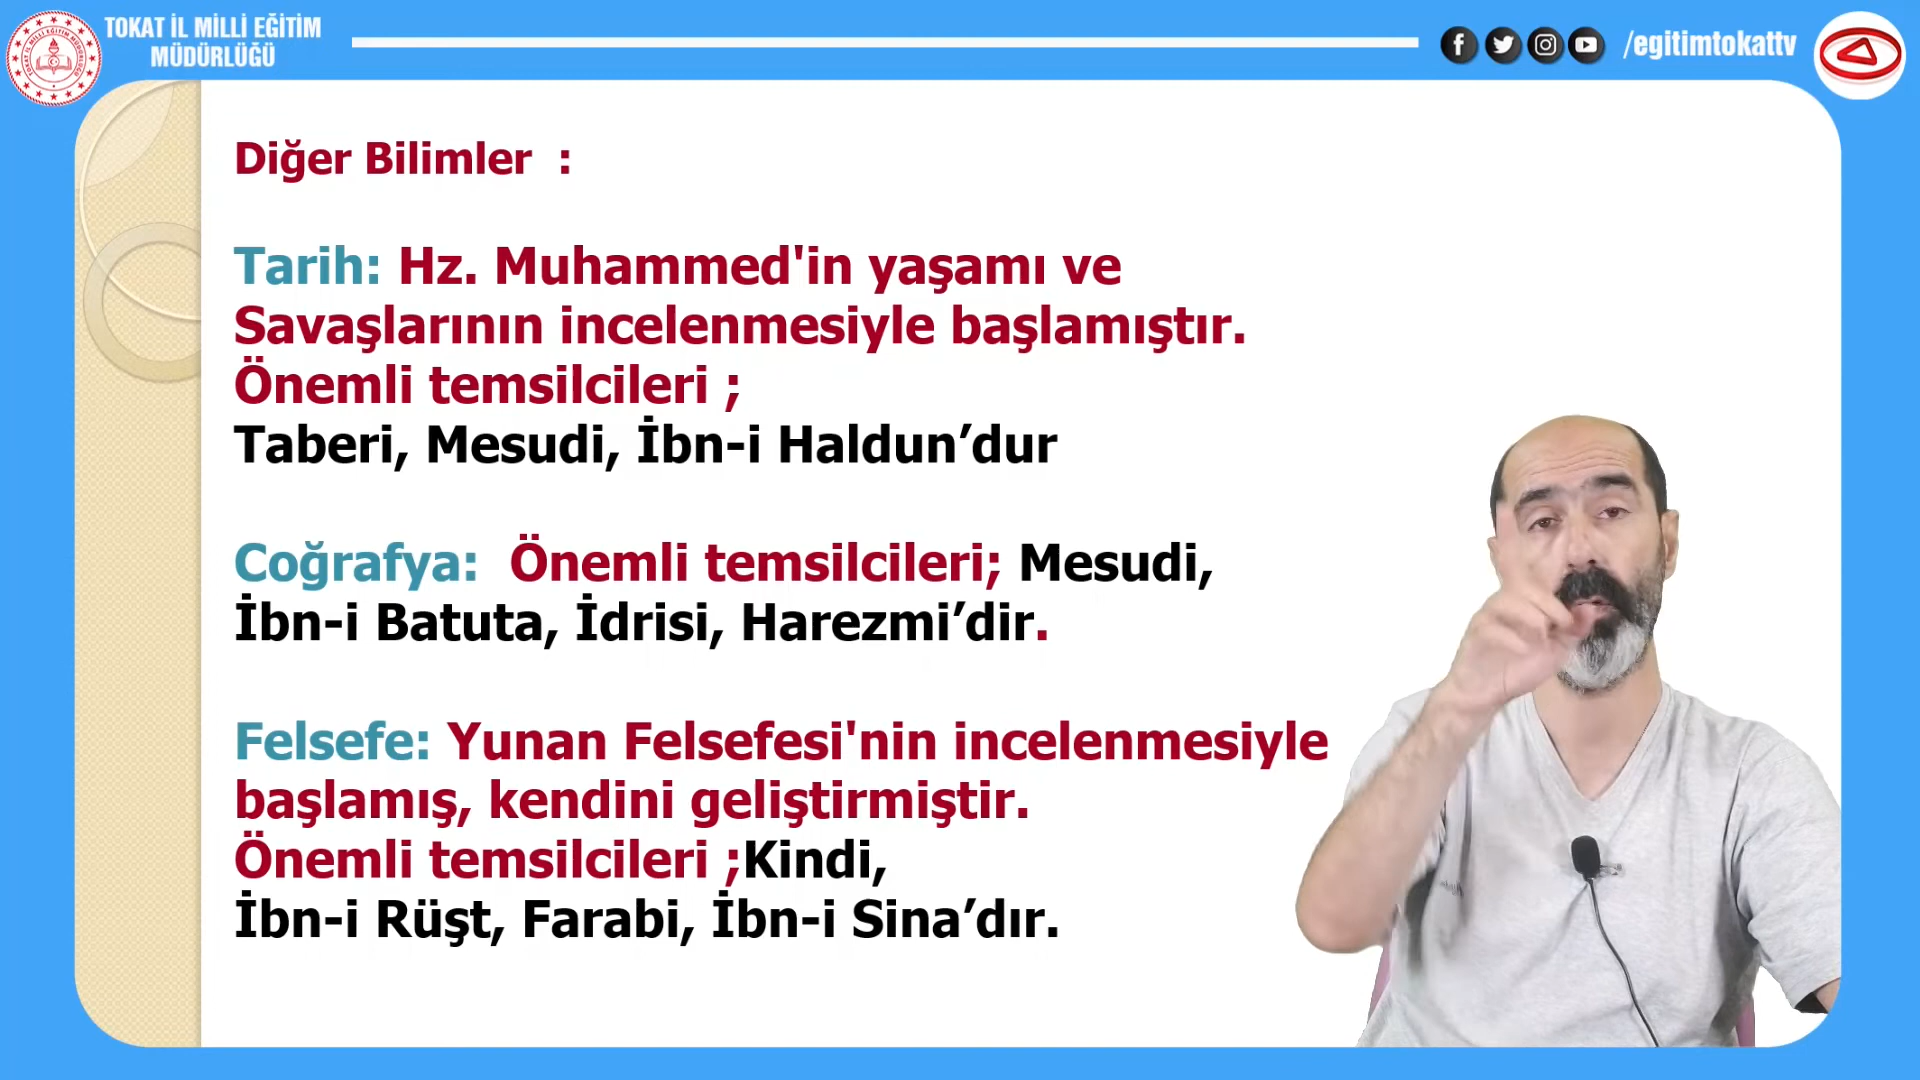 TOKAT İL MİLLİ EĞİTİM
MÜDÜRLÜĞÜ
/egitimtokattv
Diğer Bilimler :
Tarih: Hz. Muhammed'in yaşamı ve
Savaşlarının incelenmesiyle başlamıştır.
Önemli temsilcileri ;
Taberi, Mesudi, İbn-i Haldun’dur
Coğrafya: Önemli temsilcileri; Mesudi,
İbn-i Batuta, İdrisi, Harezmi’dir.
Felsefe: Yunan Felsefesi'nin incelenmesiyle
başlamış, kendini geliştirmiştir.
Önemli temsilcileri ;Kindi,
İbn-i Rüşt, Farabi, İbn-i Sina’dır.